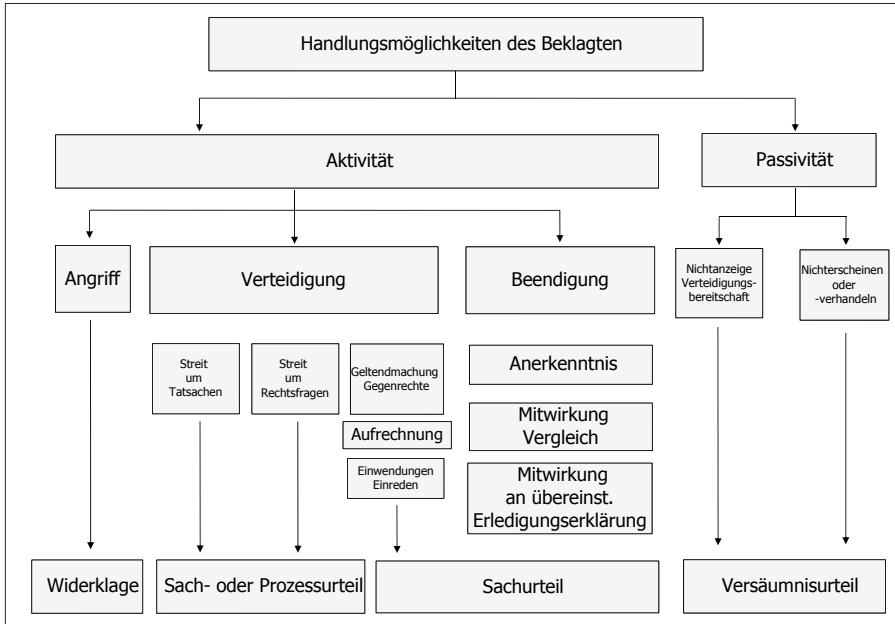 Handlungsmöglichkeiten des Beklagten
Aktivität
Passivität
Angriff
Verteidigung
Beendigung
Nichtanzeige
Verteidigungs-
bereitschaft
Nichterscheinen
oder
-verhandeln
Streit
um
Tatsachen
Streit
um
Rechtsfragen
Geltendmachung
Gegenrechte
Anerkenntnis
Aufrechnung
Mitwirkung
Vergleich
Einwendungen
Einreden
Mitwirkung
an übereinst.
Erledigungserklärung
Widerklage
Sach- oder Prozessurteil
Sachurteil
Versäumnisurteil